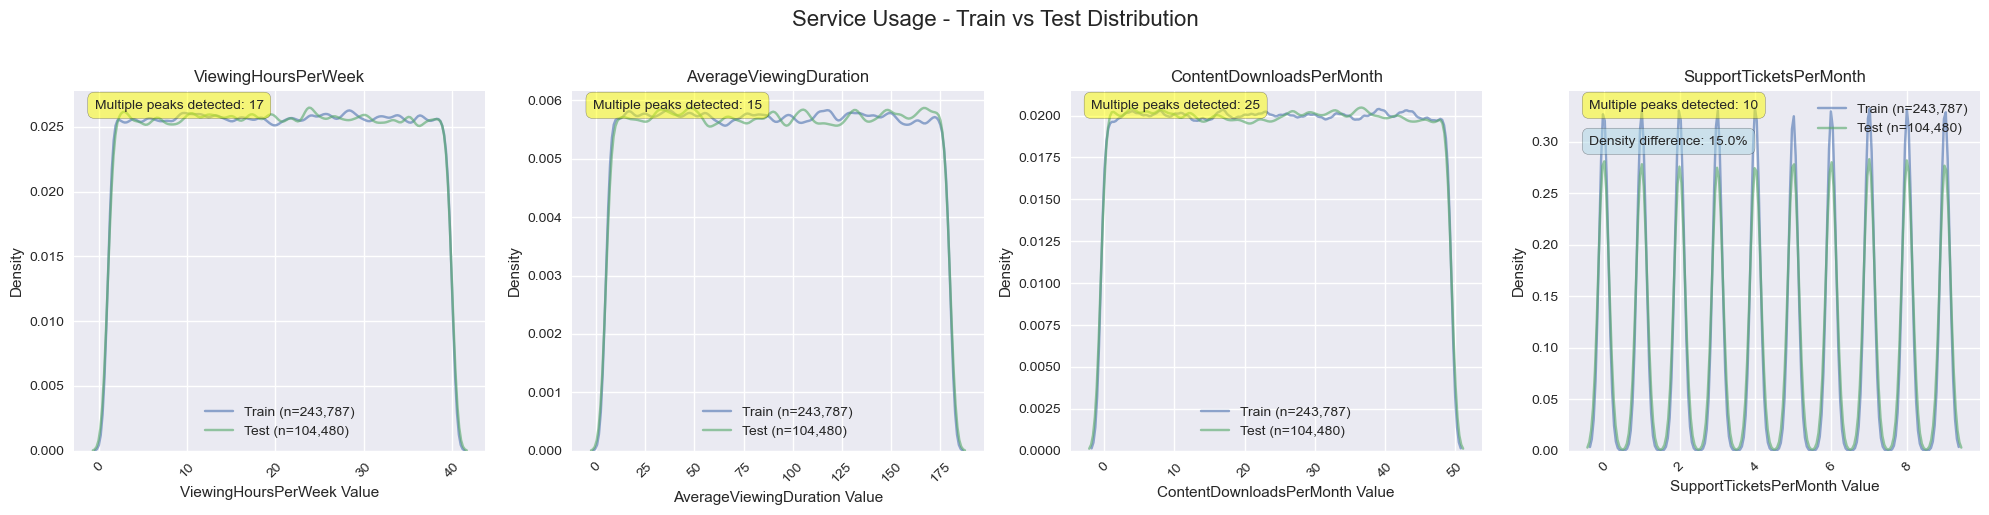 Service Usage - Train vs Test Distribution
ViewingHoursPerWeek
Multiple peaks detected: 17
Density
0.025
0.020
0.015
0.010
0.005
0.000
Train (n=243,787)
Test (n=104,480)
0
10
20
30
40
ViewingHoursPerWeek Value
AverageViewingDuration
Multiple peaks detected: 15
Density
0.006
0.005
0.004
0.003
0.002
0.001
0.000
Train (n=243,787)
Test (n=104,480)
0
25
50
75
100
125
150
175
AverageViewingDuration Value
ContentDownloadsPerMonth
Multiple peaks detected: 25
Density
0.0200
0.0175
0.0150
0.0125
0.0100
0.0075
0.0050
0.0025
0.0000
Train (n=243,787)
Test (n=104,480)
0
10
20
30
40
50
ContentDownloadsPerMonth Value
SupportTicketsPerMonth
Multiple peaks detected: 10
Density difference: 15.0%
Train (n=243,787)
Test (n=104,480)
Density
0.30
0.25
0.20
0.15
0.10
0.05
0.00
0
2
4
6
8
SupportTicketsPerMonth Value